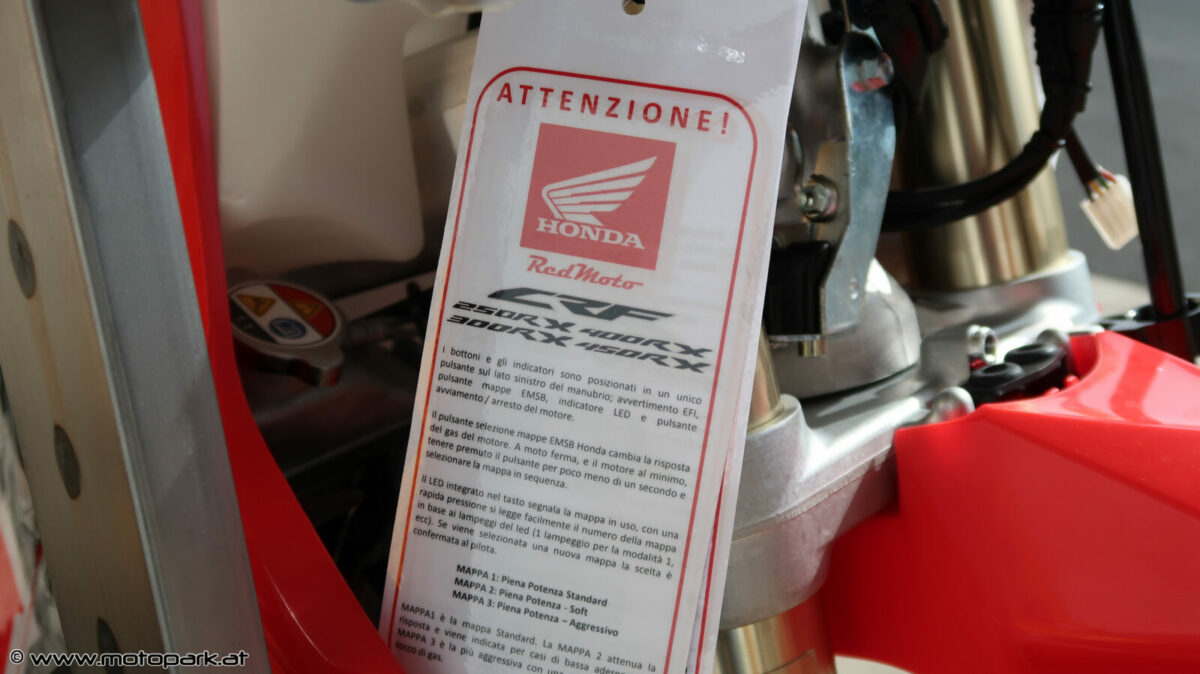 ATTENZIONE!
HONDA
RedMoto
CRF
250RX 400RX
300RX 450RX
I bottoni e gli indicatori sono posizionati in un unico
pulsante sul lato sinistro del manubrio; avvertimento EFI,
pulsante mappe EMSB, indicatore LED e pulsante
avviamento / arresto del motore.
Il pulsante selezione mappe EMSB Honda cambia la risposta
del gas del motore. A moto ferma, e il motore al minimo,
tenere premuto il pulsante per poco meno di un secondo e
selezionare la mappa in sequenza.
Il LED integrato nel tasto segnala la mappa in uso, con una
rapida pressione si legge facilmente il numero della mappa
in base ai lampeggi del led (1 lampeggio per la modalità 1,
ecc). Se viene selezionata una nuova mappa la scelta è
confermata al pilota.
MAPPA 1: Piena Potenza Standard
MAPPA 2: Piena Potenza - Soft
MAPPA 3: Piena Potenza – Aggressivo
MAPPA1 è la mappa Standard. La MAPPA 2 attenua la
risposta e viene indicata per casi di bassa
MAPPA 3 è la più aggressiva con
tocco di gas.
© www.motopark.at